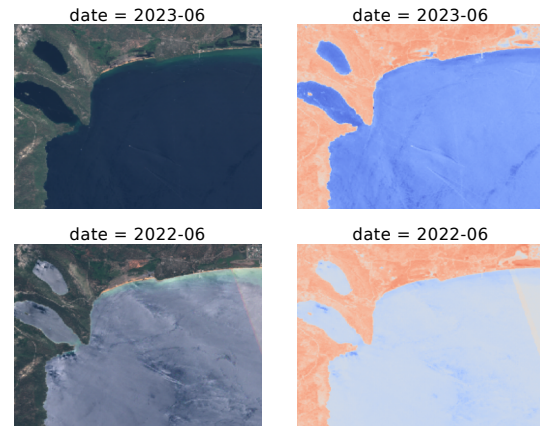 date = 2023-06
date = 2023-06
date = 2022-06
date = 2022-06